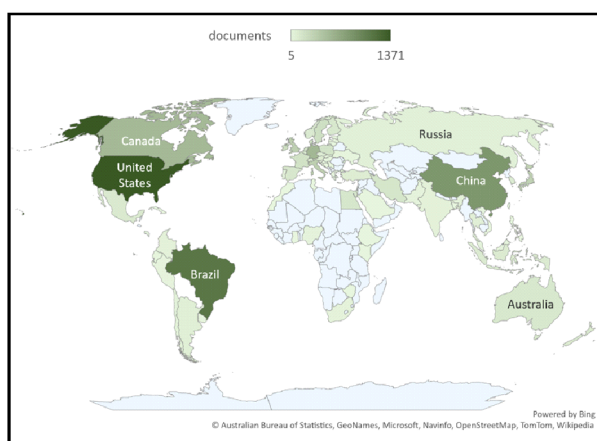 documents
5 1371
Canada
Russia
United
States
China
Brazil
Australia
Powered by Bing
© Australian Bureau of Statistics, GeoNames, Microsoft, Navinfo, OpenStreetMap, TomTom, Wikipedia